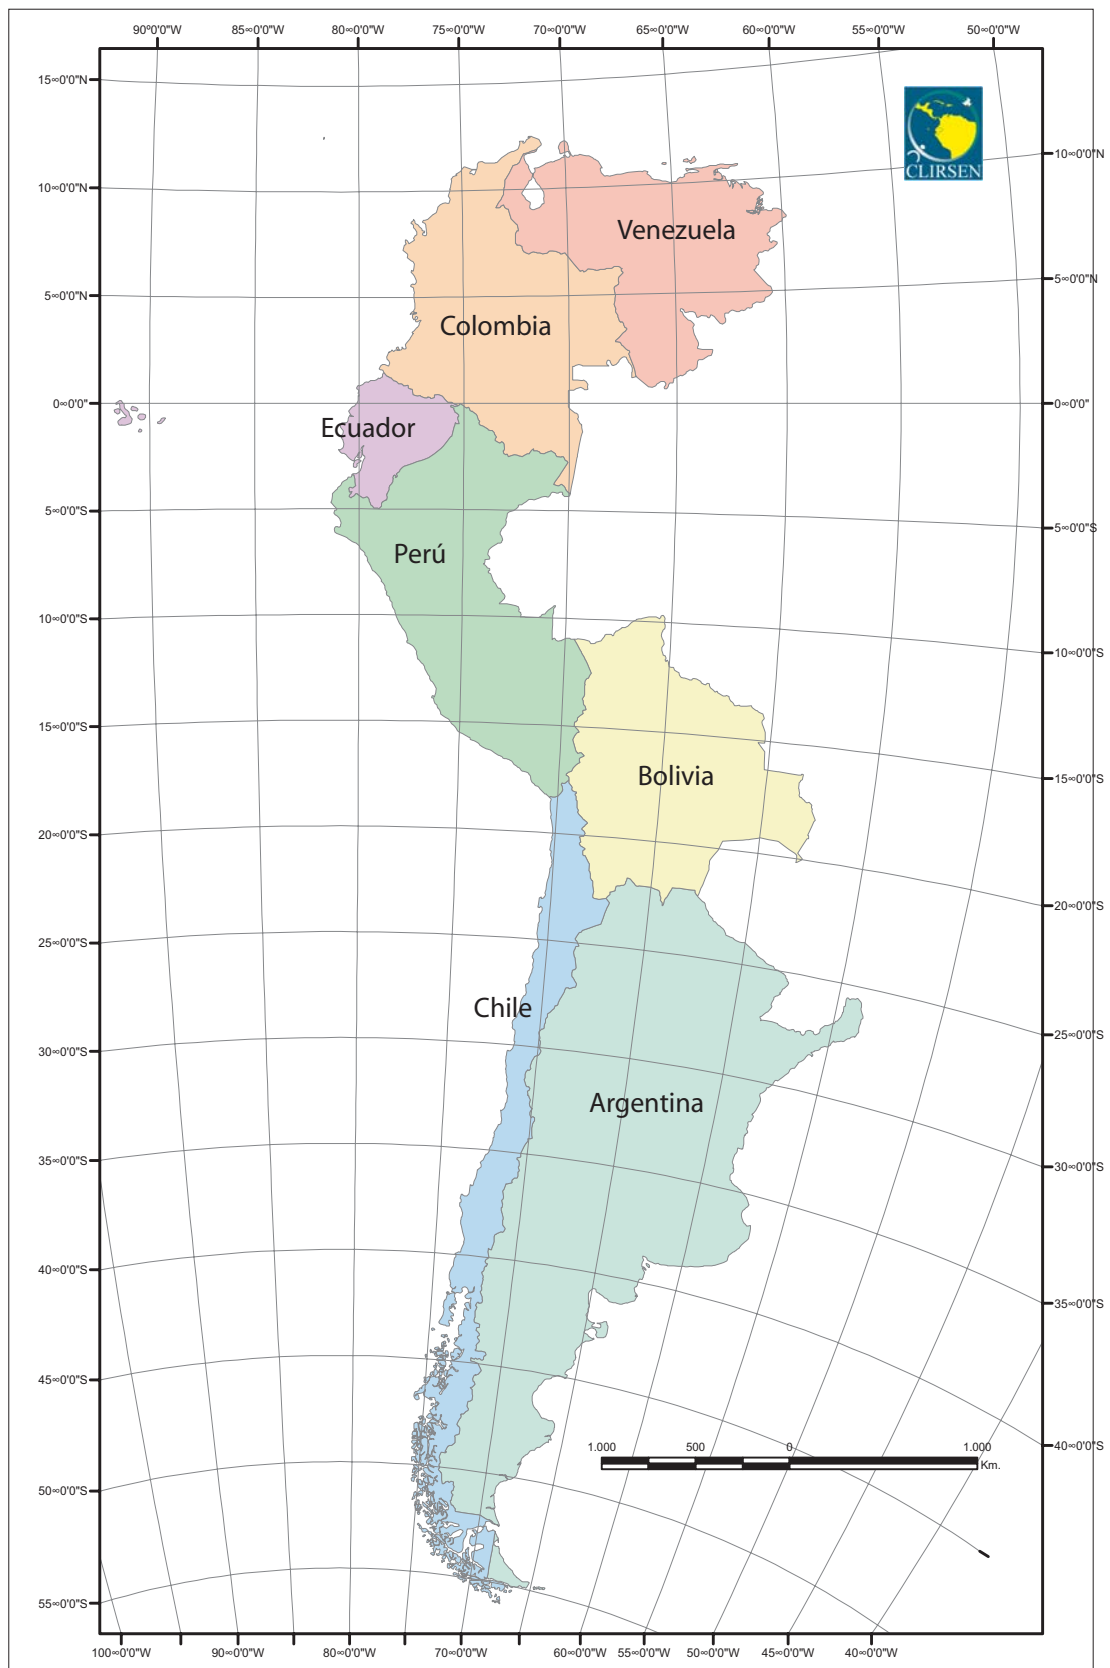 90∞0'0"W 85∞0'0"W 80∞0'0"W 75∞0'0"W 70∞0'0"W 65∞0'0"W 60∞0'0"W 55∞0'0"W 50∞0'0"W
15∞0'0"N
CLIRSEN
10∞0'0"N
10∞0'0"N
Venezuela
5∞0'0"N
5∞0'0"N
Colombia
0∞0'0"
0∞0'0"
Ecuador
5∞0'0"S
5∞0'0"S
Perú
10∞0'0"S
10∞0'0"S
15∞0'0"S
Bolivia
15∞0'0"S
20∞0'0"S
20∞0'0"S
25∞0'0"S
Chile
25∞0'0"S
30∞0'0"S
Argentina
35∞0'0"S
30∞0'0"S
40∞0'0"S
35∞0'0"S
45∞0'0"S
1.000 500 0 1.000
40∞0'0"S
Km.
50∞0'0"S
55∞0'0"S
100∞0'0"W 90∞0'0"W 80∞0'0"W 70∞0'0"W 60∞0'0"W 55∞0'0"W 50∞0'0"W 45∞0'0"W 40∞0'0"W